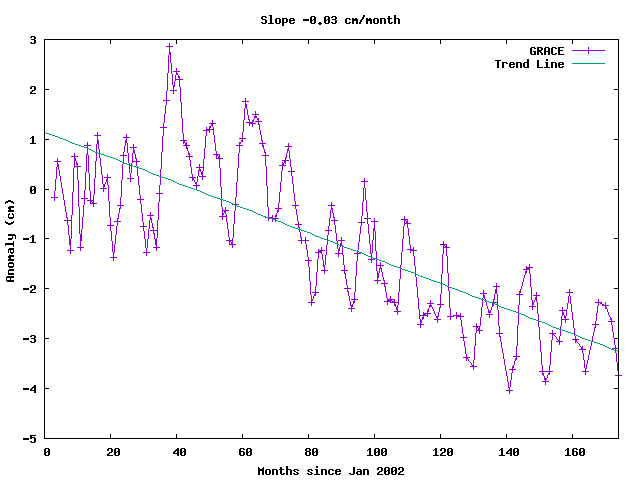 Slope -0.03 cm/month
GRACE
Trend Line
3
2
1
0
-1
-2
-3
-4
-5
Anomaly (cm)
0 20 40 60 80 100 120 140 160
Months since Jan 2002